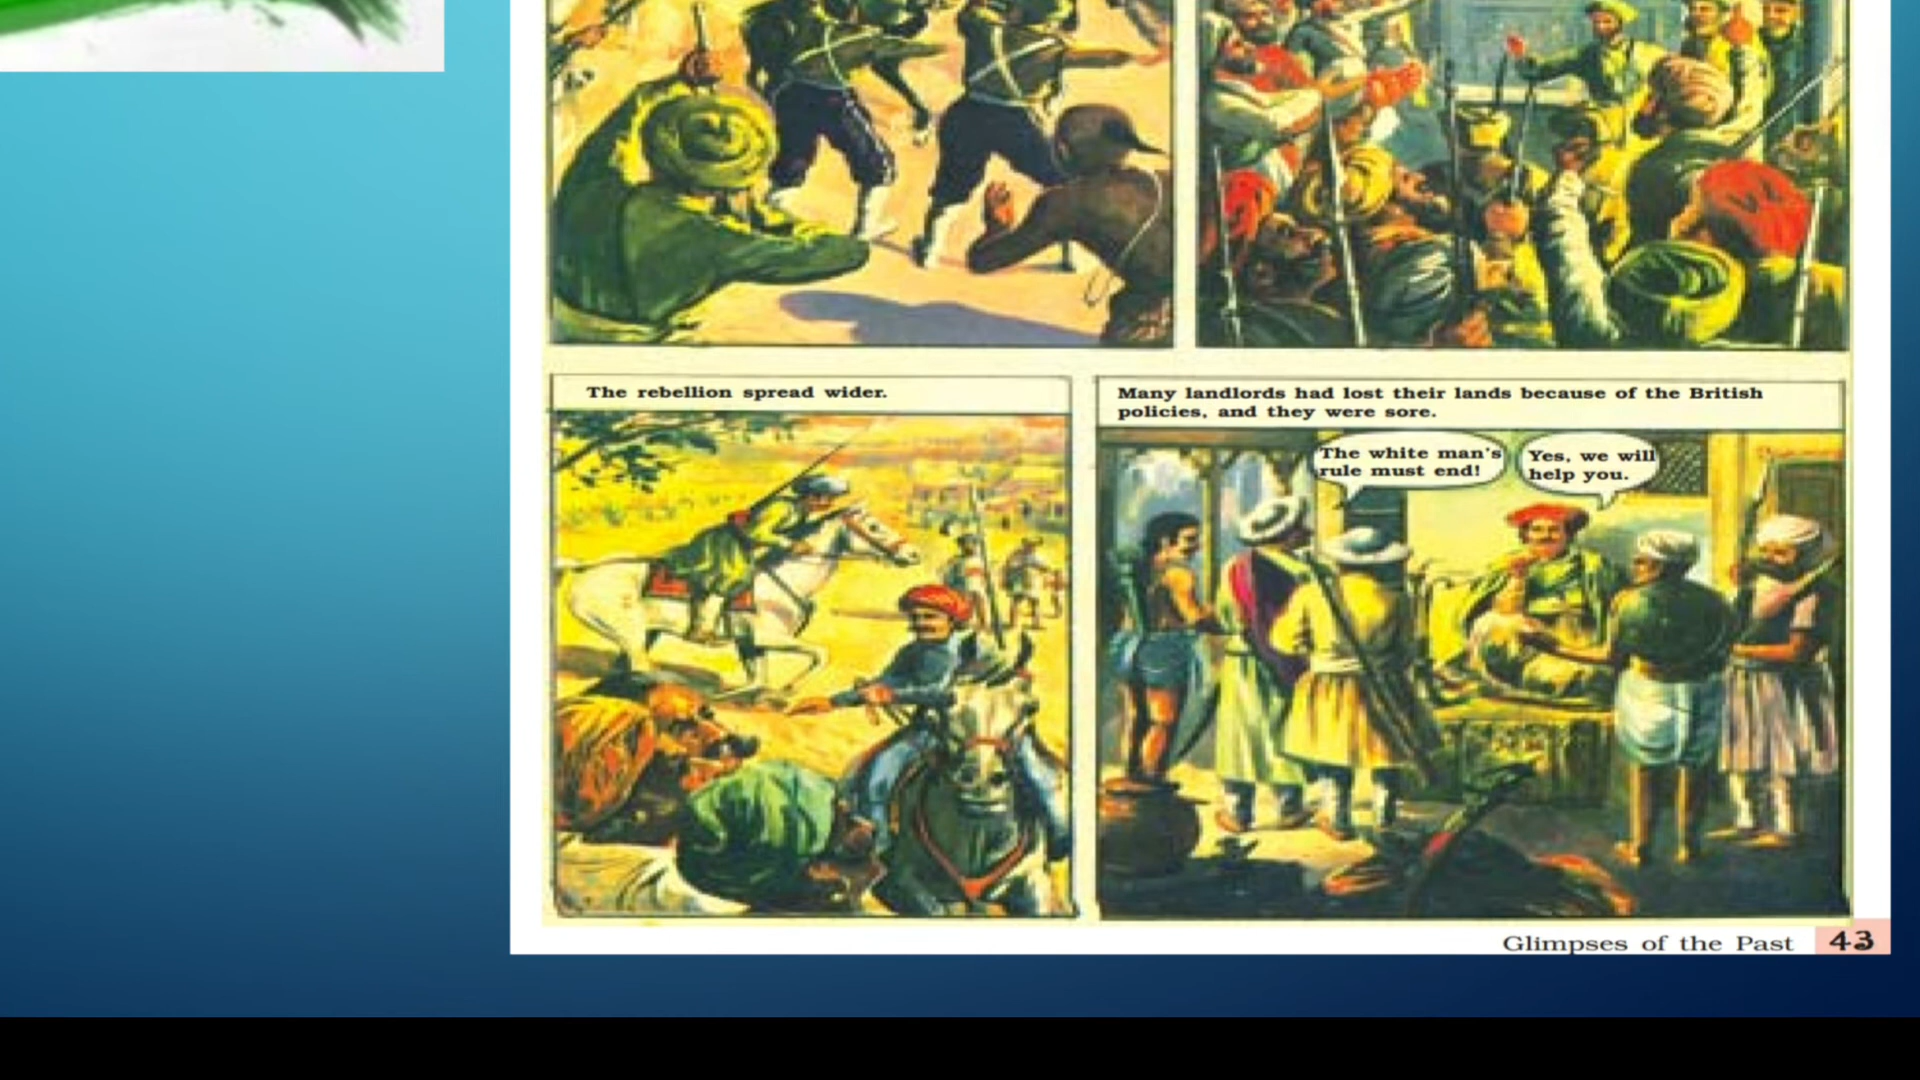 The rebellion spread wider.
Many landlords had lost their lands because of the British
policies, and they were sore.
The white man's
rule must end!
Yes, we will
help you.
Glimpses of the Past 43